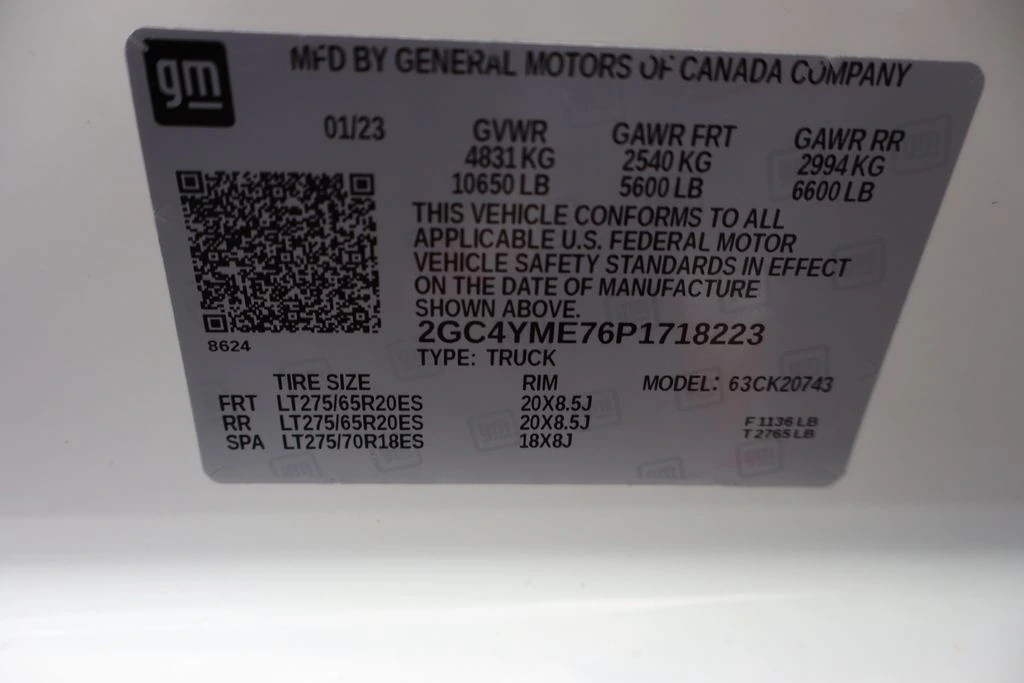 gm
MFD BY GENERAL MOTORS OF CANADA COMPANY
01/23
GVWR GAWR FRT GAWR RR
4831 KG 2540 KG 2994 KG
10650 LB 5600 LB 6600 LB
THIS VEHICLE CONFORMS TO ALL
APPLICABLE U.S. FEDERAL MOTOR
VEHICLE SAFETY STANDARDS IN EFFECT
ON THE DATE OF MANUFACTURE
SHOWN ABOVE.
8624
2GC4YME76P1718223
TYPE: TRUCK
TIRE SIZE RIM MODEL: 63CK20743
FRT LT275/65R20ES 20X8.5J
RR LT275/65R20ES 20X8.5J F 1136 LB
SPA LT275/70R18ES 18X8J T 2765 LB